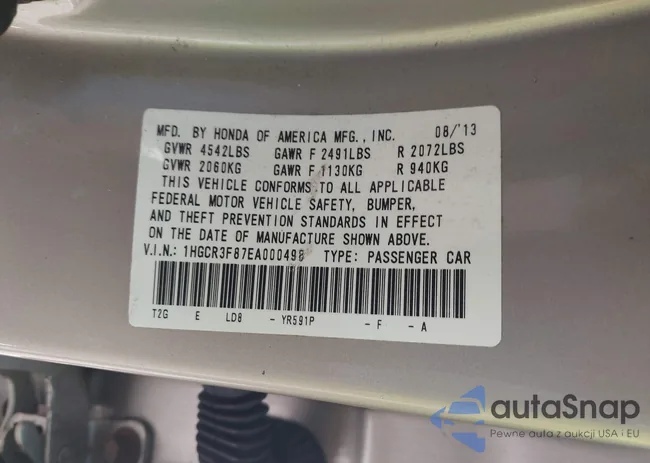 MFD. BY HONDA OF AMERICA MFG., INC. 08/'13
GVWR 4542LBS GAWR F 2491LBS R 2072LBS
GVWR 2060KG GAWR F 1130KG R 940KG
THIS VEHICLE CONFORMS TO ALL APPLICABLE
FEDERAL MOTOR VEHICLE SAFETY, BUMPER,
AND THEFT PREVENTION STANDARDS IN EFFECT
ON THE DATE OF MANUFACTURE SHOWN ABOVE.
V.I.N.: 1HGCR3F87EA000498 TYPE: PASSENGER CAR
T2G E LD8 - YR591P - F - A
autaSnap
Pewne auta z aukcji USA i EU